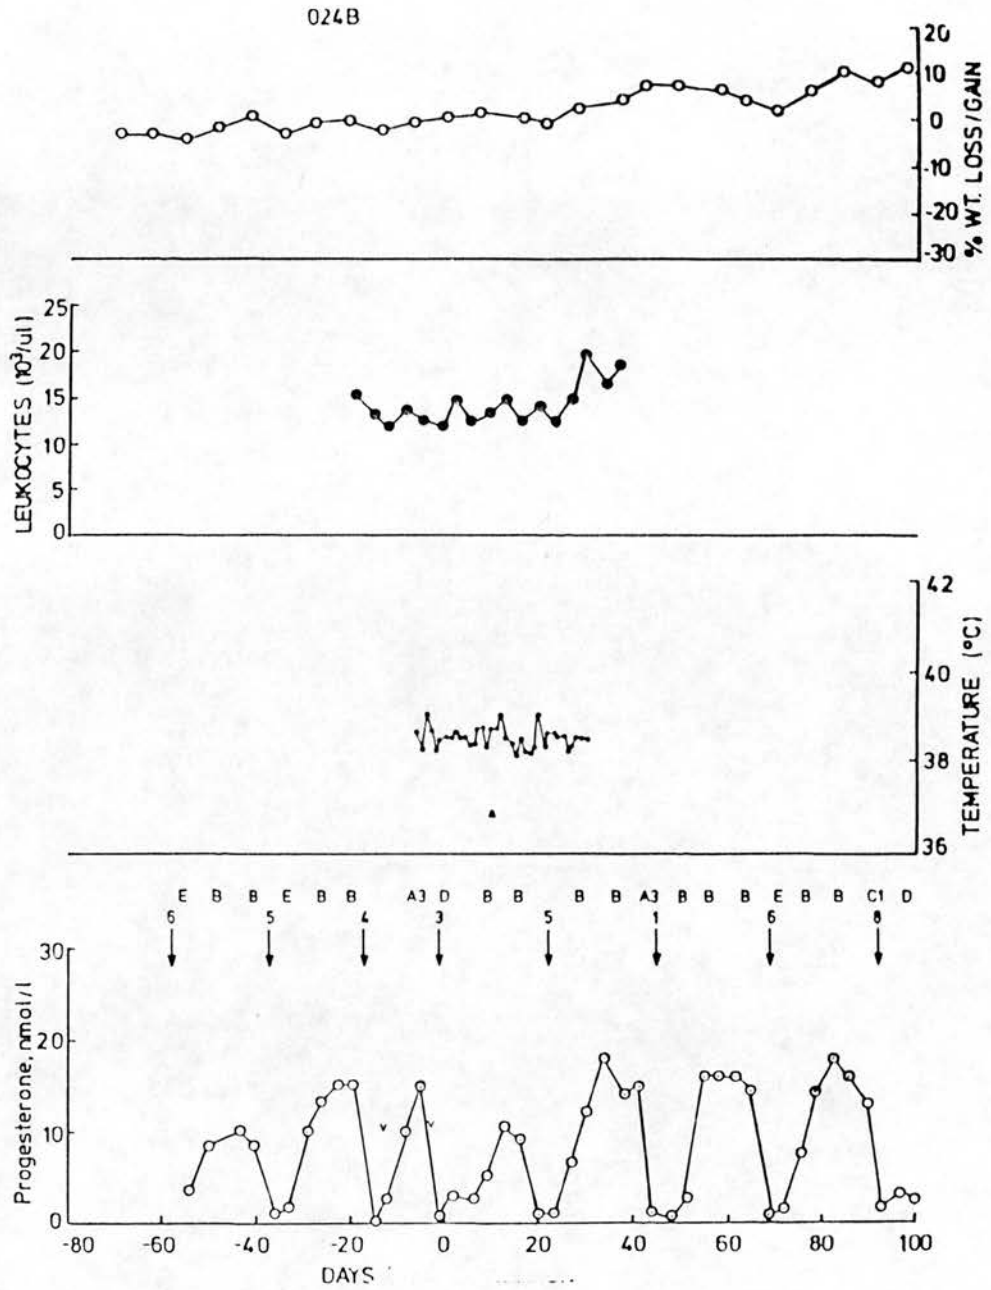 024B
20
10
0
-10
-20
-30
% WT. LOSS/GAIN
25
20
15
10
5
0
LEUKOCYTES (10³/ul)
42
40
38
36
TEMPERATURE (°C)
E B B E B B A3 D B B B B A3 B B B E B B C1 D
6 5 4 3 5 1 6 8
30
20
10
0
Progesterone, nmol/l
-80 -60 -40 -20 0 20 40 60 80 100
DAYS